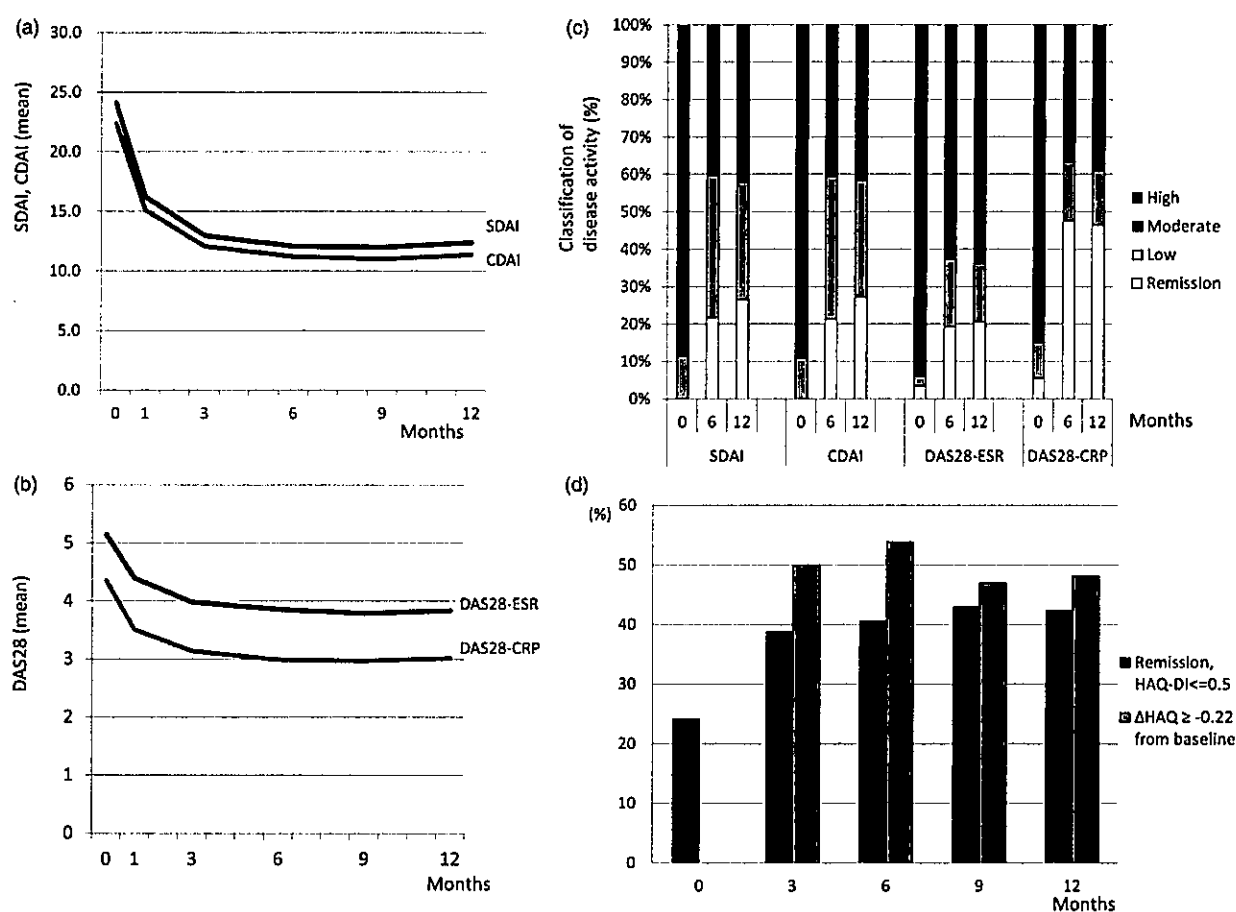 (a)
30.0
25.0
20.0
15.0
10.0
5.0
0.0
SDAI, CDAI (mean)
SDAI
CDAI
0 1 3 6 9 12
Months
(b)
6
5
4
3
2
1
0
DAS28 (mean)
DAS28-ESR
DAS28-CRP
0 1 3 6 9 12
Months
(c)
100%
90%
80%
70%
60%
50%
40%
30%
20%
10%
0%
Classification of
disease activity (%)
High
Moderate
Low
Remission
0 6 12 0 6 12 0 6 12 0 6 12 Months
SDAI CDAI DAS28-ESR DAS28-CRP
(d)
(%)
60
50
40
30
20
10
0
Remission,
HAQ-DI<=0.5
ΔHAQ ≥ -0.22
from baseline
0 3 6 9 12
Months